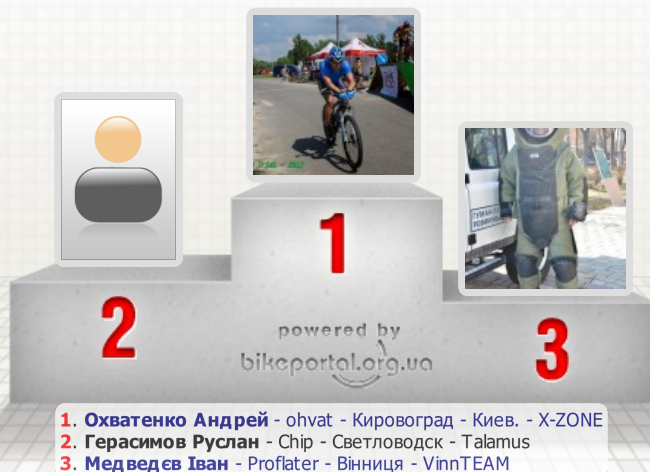 1
2
3
powered by
bikeportal.org.ua
1. Охватенко Андрей - ohvat - Кировоград - Киев. - X-ZONE
2. Герасимов Руслан - Chip - Светловодск - Talamus
3. Медведєв Іван - Proflater - Вінниця - VinnTEAM